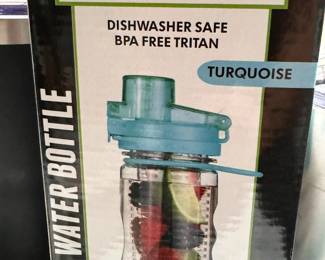 DISHWASHER SAFE
BPA FREE TRITAN
TURQUOISE
WATER BOTTLE